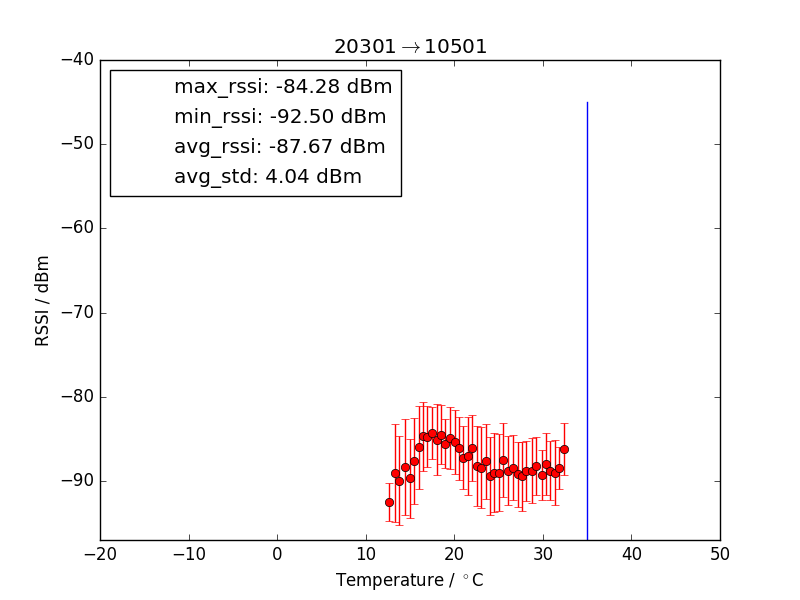 20301→10501
max_rssi: -84.28 dBm
min_rssi: -92.50 dBm
avg_rssi: -87.67 dBm
avg_std: 4.04 dBm
−40
−50
−60
−70
−80
−90
RSSI / dBm
−20 −10 0 10 20 30 40 50
Temperature / °C